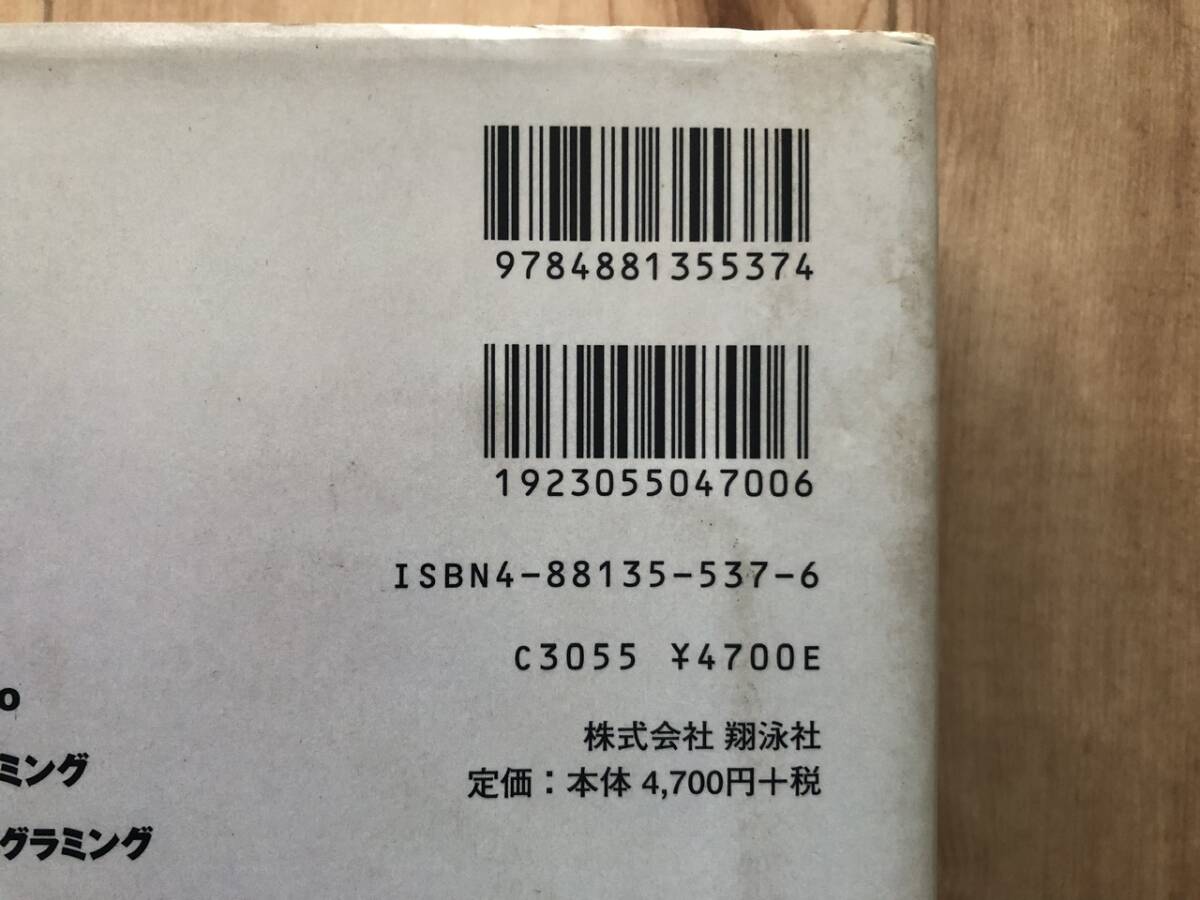 9784881355374
1923055047006
ISBN4-88135-537-6
C3055 ¥4700E
o
ミング
株式会社 翔泳社
定価：本体 4,700円＋税
グラミング